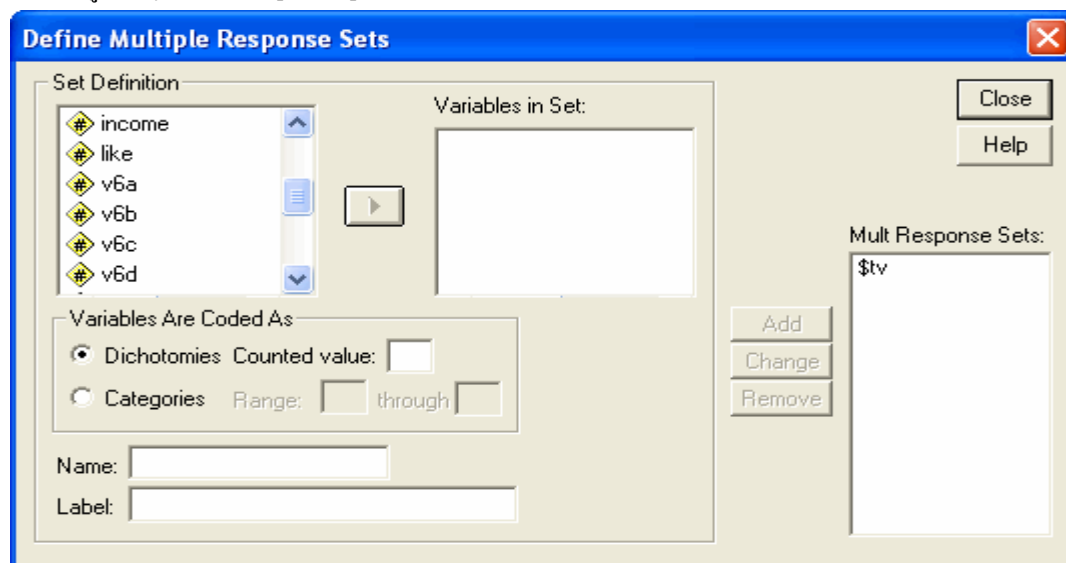 Define Multiple Response Sets
Set Definition
income
like
v6a
v6b
v6c
v6d
Variables in Set:
Close
Help
Mult Response Sets:
$tv
Variables Are Coded As
Dichotomies Counted value:
Categories Range: through
Add
Change
Remove
Name:
Label: